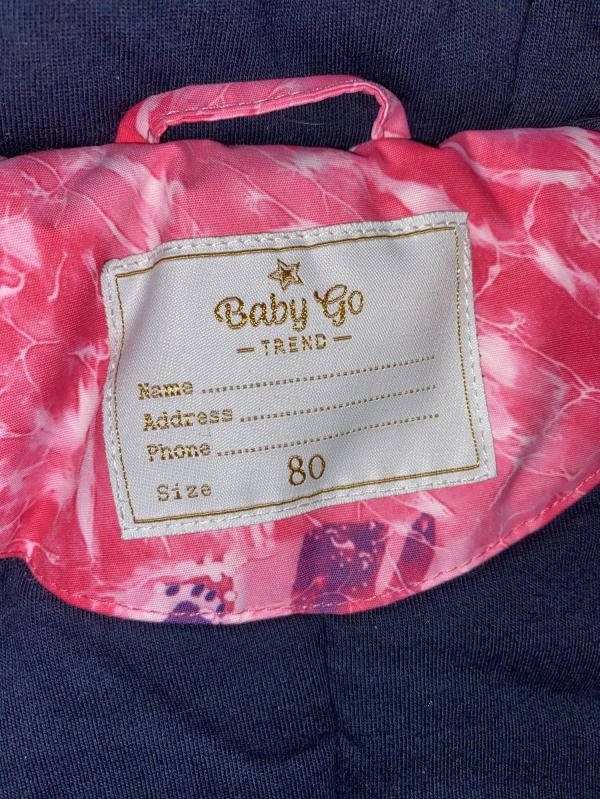 Baby Go
— TREND —
Name ........................................
Address ..................................
Phone ......................................
Size 80